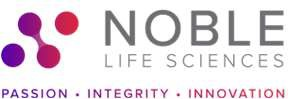 NOBLE
LIFE SCIENCES
PASSION • INTEGRITY • INNOVATION